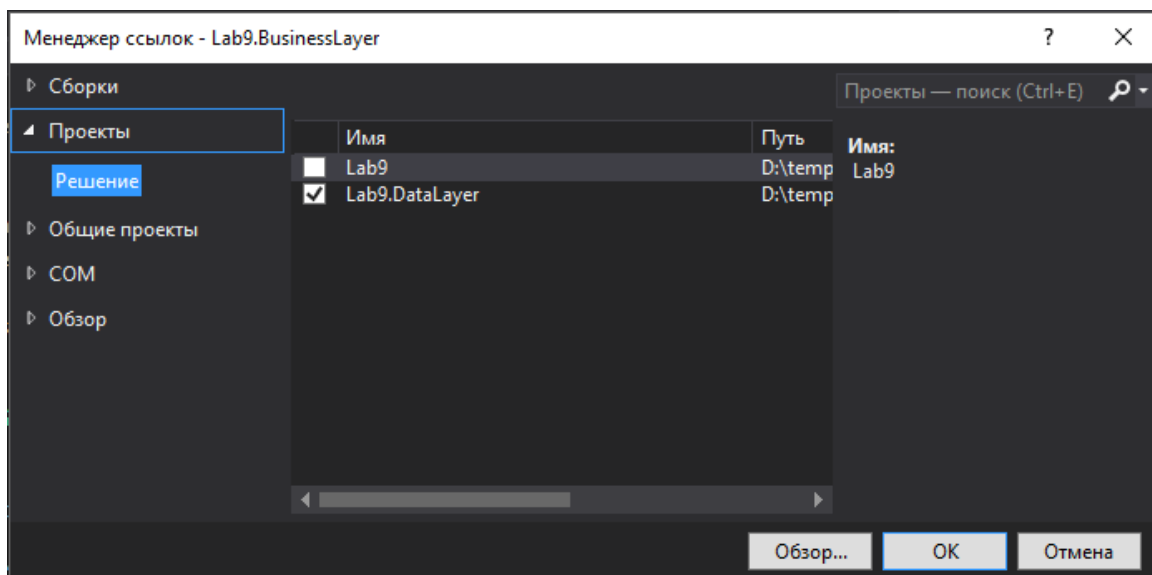 Менеджер ссылок - Lab9.BusinessLayer ?
Сборки
Проекты
Решение
Общие проекты
COM
Обзор
Имя Путь
Lab9 D:\temp
Lab9.DataLayer D:\temp
Проекты — поиск (Ctrl+E)
Имя:
Lab9
Обзор... ОК Отмена